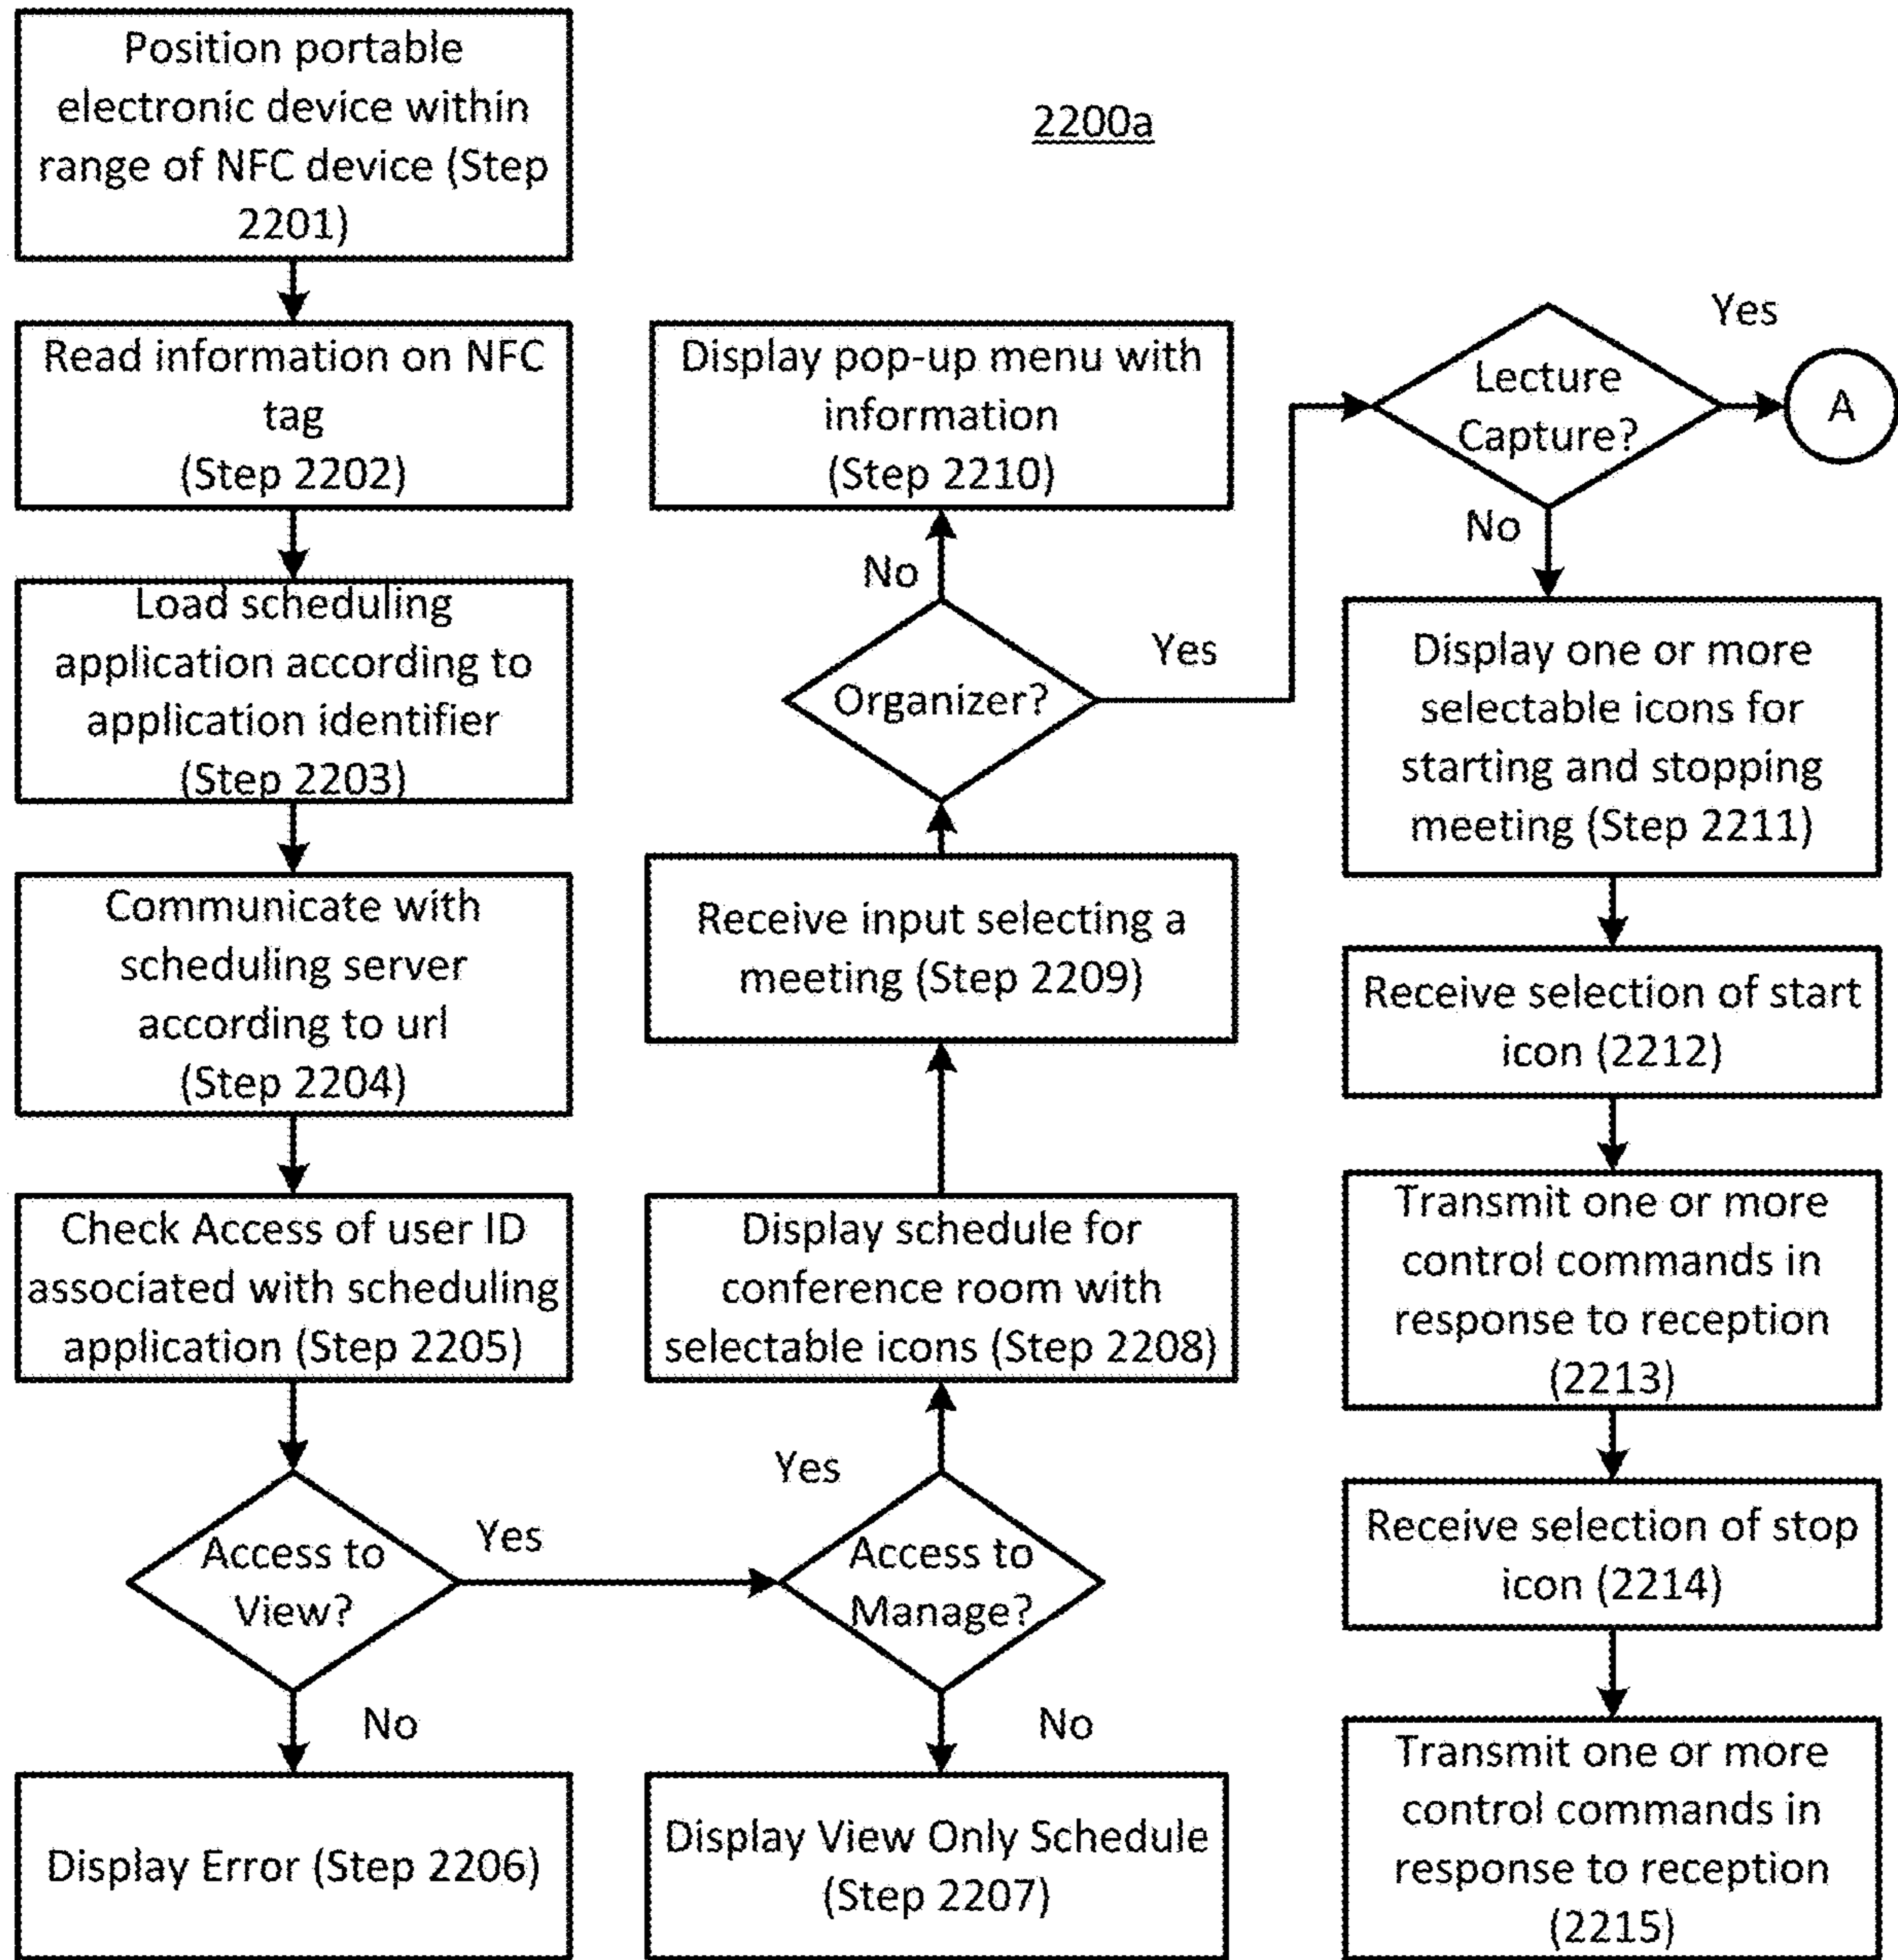 Position portable
electronic device within
range of NFC device (Step
2201)
2200a
Read information on NFC
tag
(Step 2202)
Load scheduling
application according to
application identifier
(Step 2203)
Communicate with
scheduling server
according to url
(Step 2204)
Check Access of user ID
associated with scheduling
application (Step 2205)
Access to
View?
Yes
No
Display Error (Step 2206)
Access to
Manage?
Yes
No
Display View Only Schedule
(Step 2207)
Display schedule for
conference room with
selectable icons (Step 2208)
Receive input selecting a
meeting (Step 2209)
Organizer?
No
Yes
Display pop-up menu with
information
(Step 2210)
Lecture
Capture?
Yes
A
No
Display one or more
selectable icons for
starting and stopping
meeting (Step 2211)
Receive selection of start
icon (2212)
Transmit one or more
control commands in
response to reception
(2213)
Receive selection of stop
icon (2214)
Transmit one or more
control commands in
response to reception
(2215)